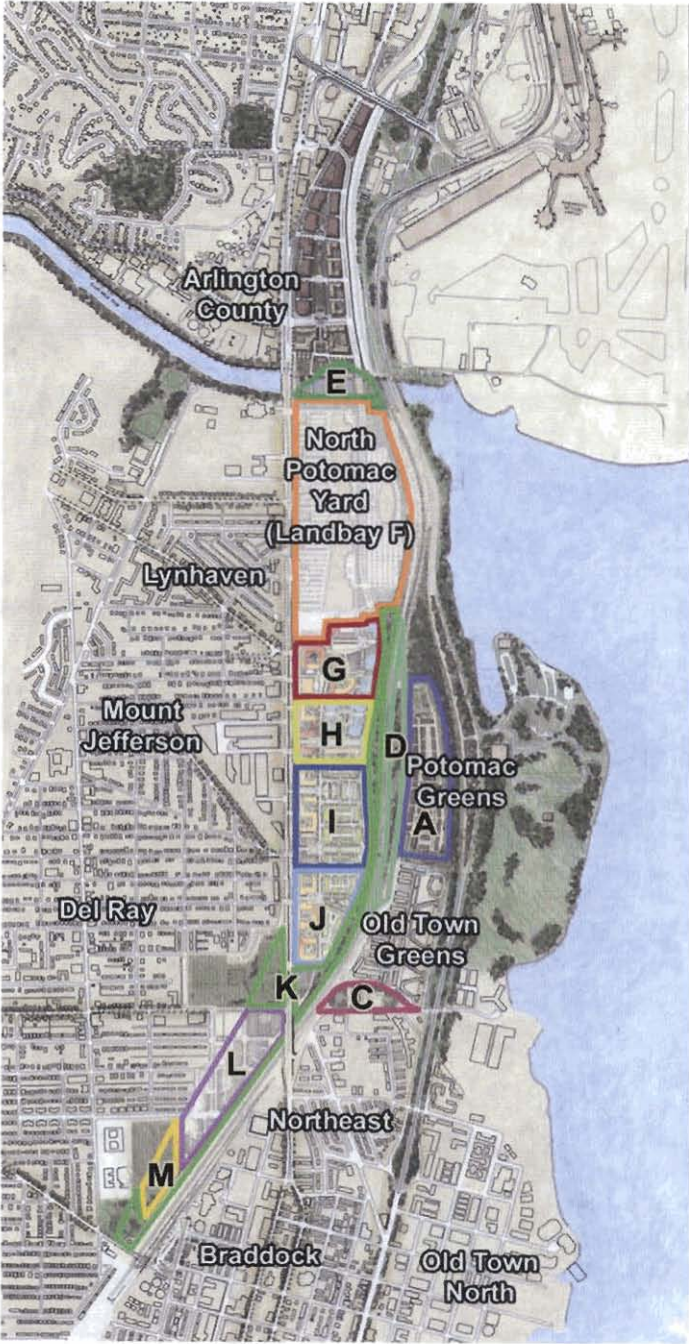 Arlington
County
E
North
Potomac
Yard
(Landbay F)
Lynhaven
G
Mount
Jefferson
H
D
Potomac
Greens
A
I
Del Ray
J
Old Town
Greens
K
C
L
Northeast
M
Braddock
Old Town
North